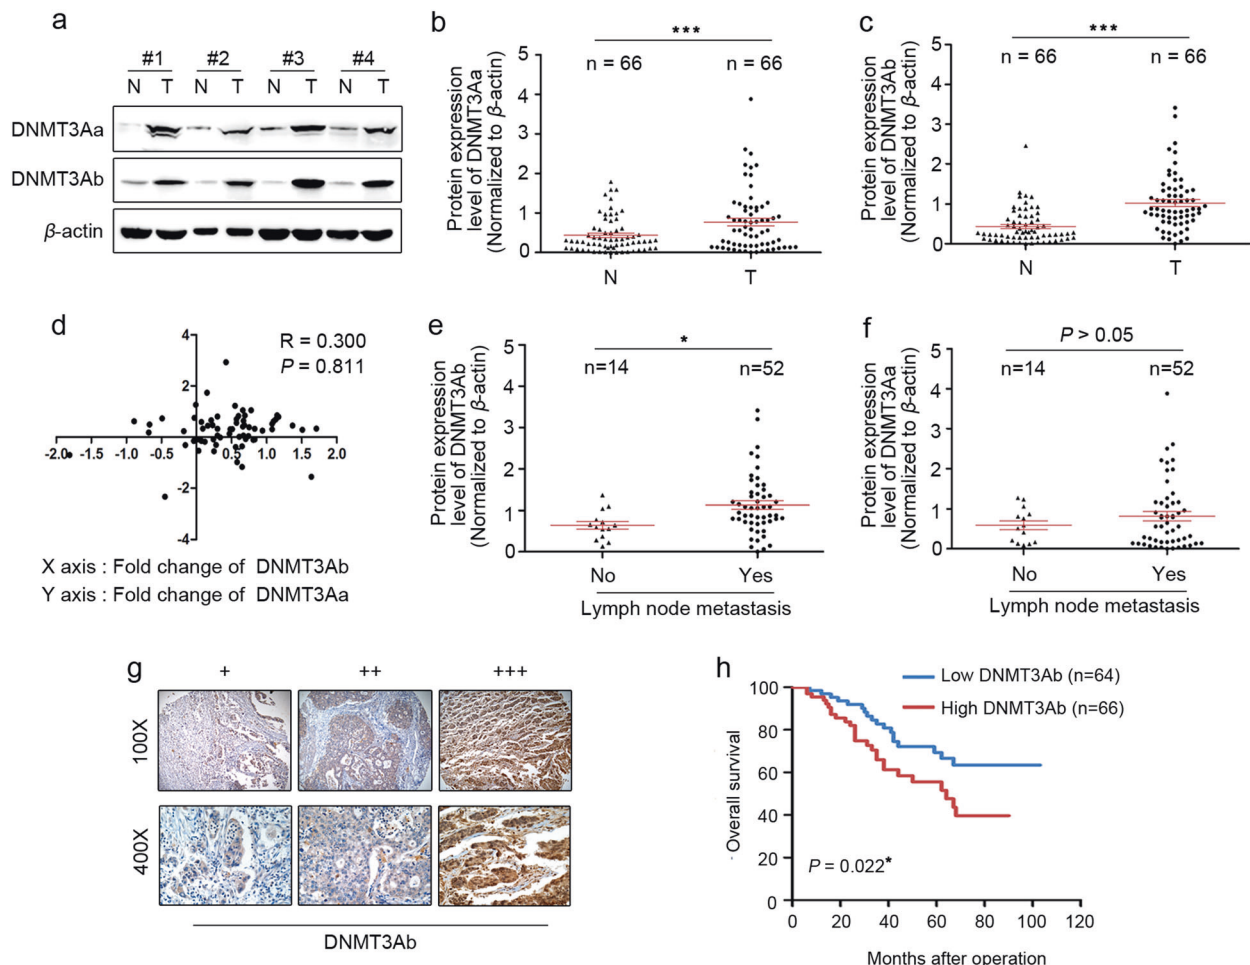 a
#1 #2 #3 #4
N T N T N T N T
DNMT3Aa
DNMT3Ab
β-actin
b
***
n = 66 n = 66
Protein expression
level of DNMT3Aa
(Normalized to β-actin)
5
4
3
2
1
0
N T
c
***
n = 66 n = 66
Protein expression
level of DNMT3Ab
(Normalized to β-actin)
5
4
3
2
1
0
N T
d
R = 0.300
P = 0.811
4
2
-2
-4
-2.0 -1.5 -1.0 -0.5 0.5 1.0 1.5 2.0
X axis : Fold change of DNMT3Ab
Y axis : Fold change of DNMT3Aa
e
*
n=14 n=52
Protein expression
level of DNMT3Ab
(Normalized to β-actin)
5
4
3
2
1
0
No Yes
Lymph node metastasis
f
P > 0.05
n=14 n=52
Protein expression
level of DNMT3Aa
(Normalized to β-actin)
5
4
3
2
1
0
No Yes
Lymph node metastasis
g
+ ++ +++
100X
400X
DNMT3Ab
h
Low DNMT3Ab (n=64)
High DNMT3Ab (n=66)
Overall survival
100
80
60
40
20
0
P = 0.022*
0 20 40 60 80 100 120
Months after operation